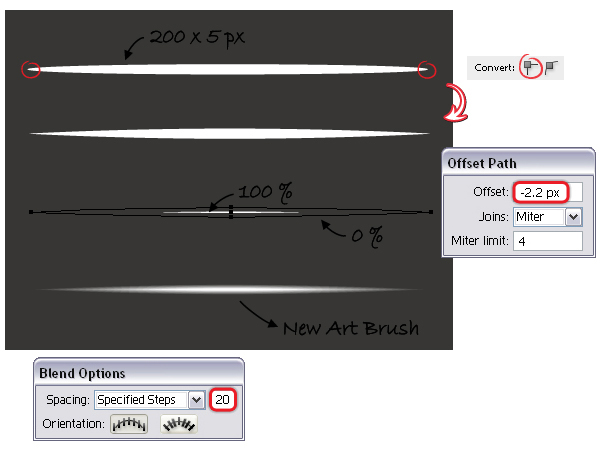 200 x 5 px
Convert:
Offset Path
Offset: -2.2 px
Joins: Miter
Miter limit: 4
100 %
0 %
New Art Brush
Blend Options
Spacing: Specified Steps 20
Orientation: